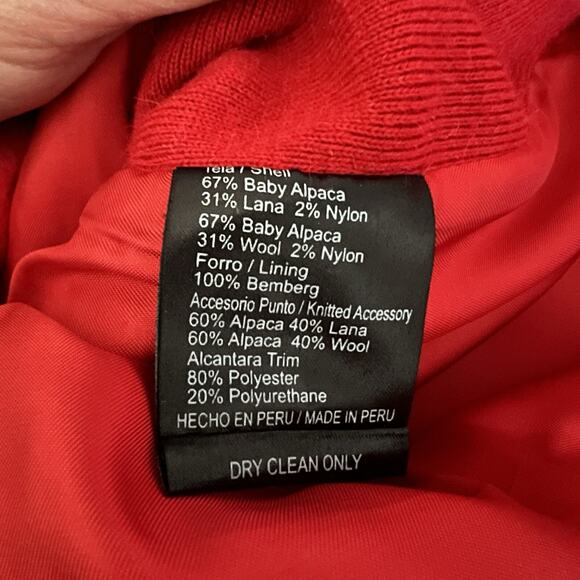 Tela / Shell
67% Baby Alpaca
31% Lana 2% Nylon
67% Baby Alpaca
31% Wool 2% Nylon
Forro / Lining
100% Bemberg
Accesorio Punto / Knitted Accessory
60% Alpaca 40% Lana
60% Alpaca 40% Wool
Alcantara Trim
80% Polyester
20% Polyurethane
HECHO EN PERU / MADE IN PERU
DRY CLEAN ONLY